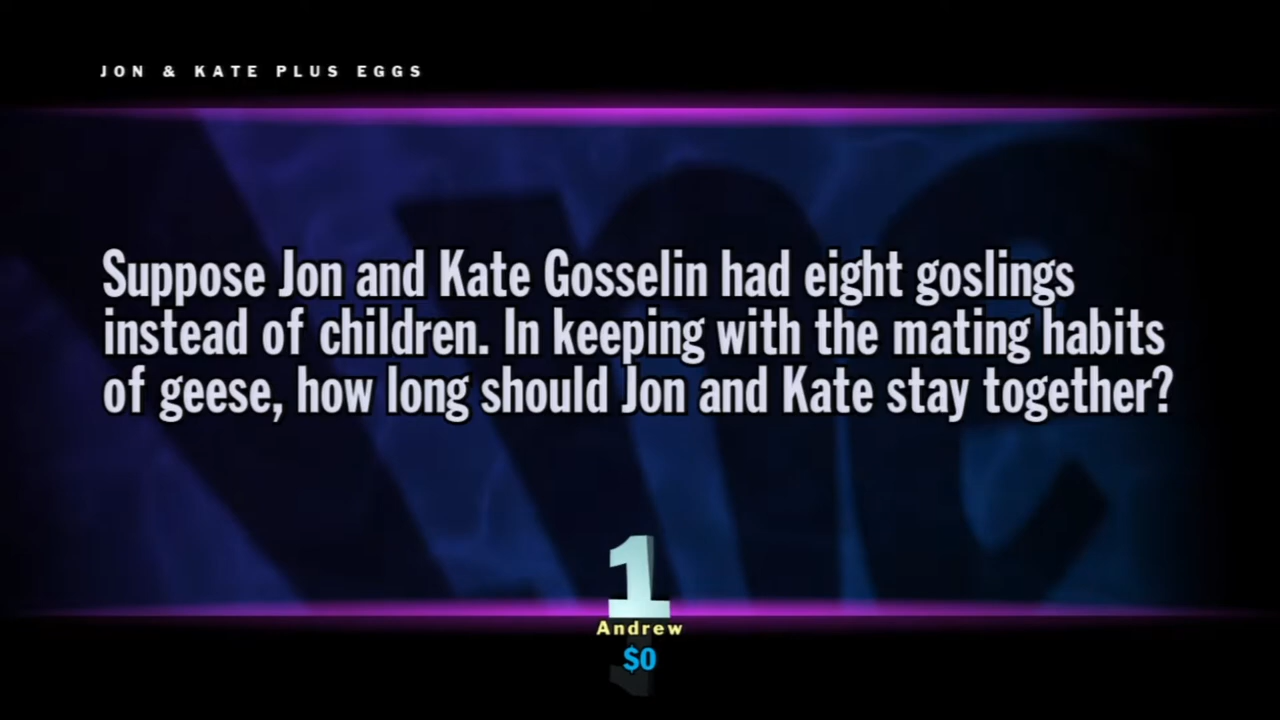 JON & KATE PLUS EGGS
Suppose Jon and Kate Gosselin had eight goslings
instead of children. In keeping with the mating habits
of geese, how long should Jon and Kate stay together?
1
Andrew
$0